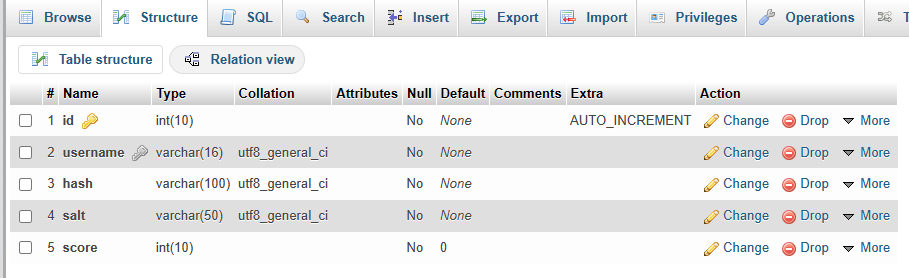 Browse Structure SQL Search Insert Export Import Privileges Operations T
Table structure Relation view
# Name Type Collation Attributes Null Default Comments Extra Action
1 id int(10) No None AUTO_INCREMENT Change Drop More
2 username varchar(16) utf8_general_ci No None Change Drop More
3 hash varchar(100) utf8_general_ci No None Change Drop More
4 salt varchar(50) utf8_general_ci No None Change Drop More
5 score int(10) No 0 Change Drop More